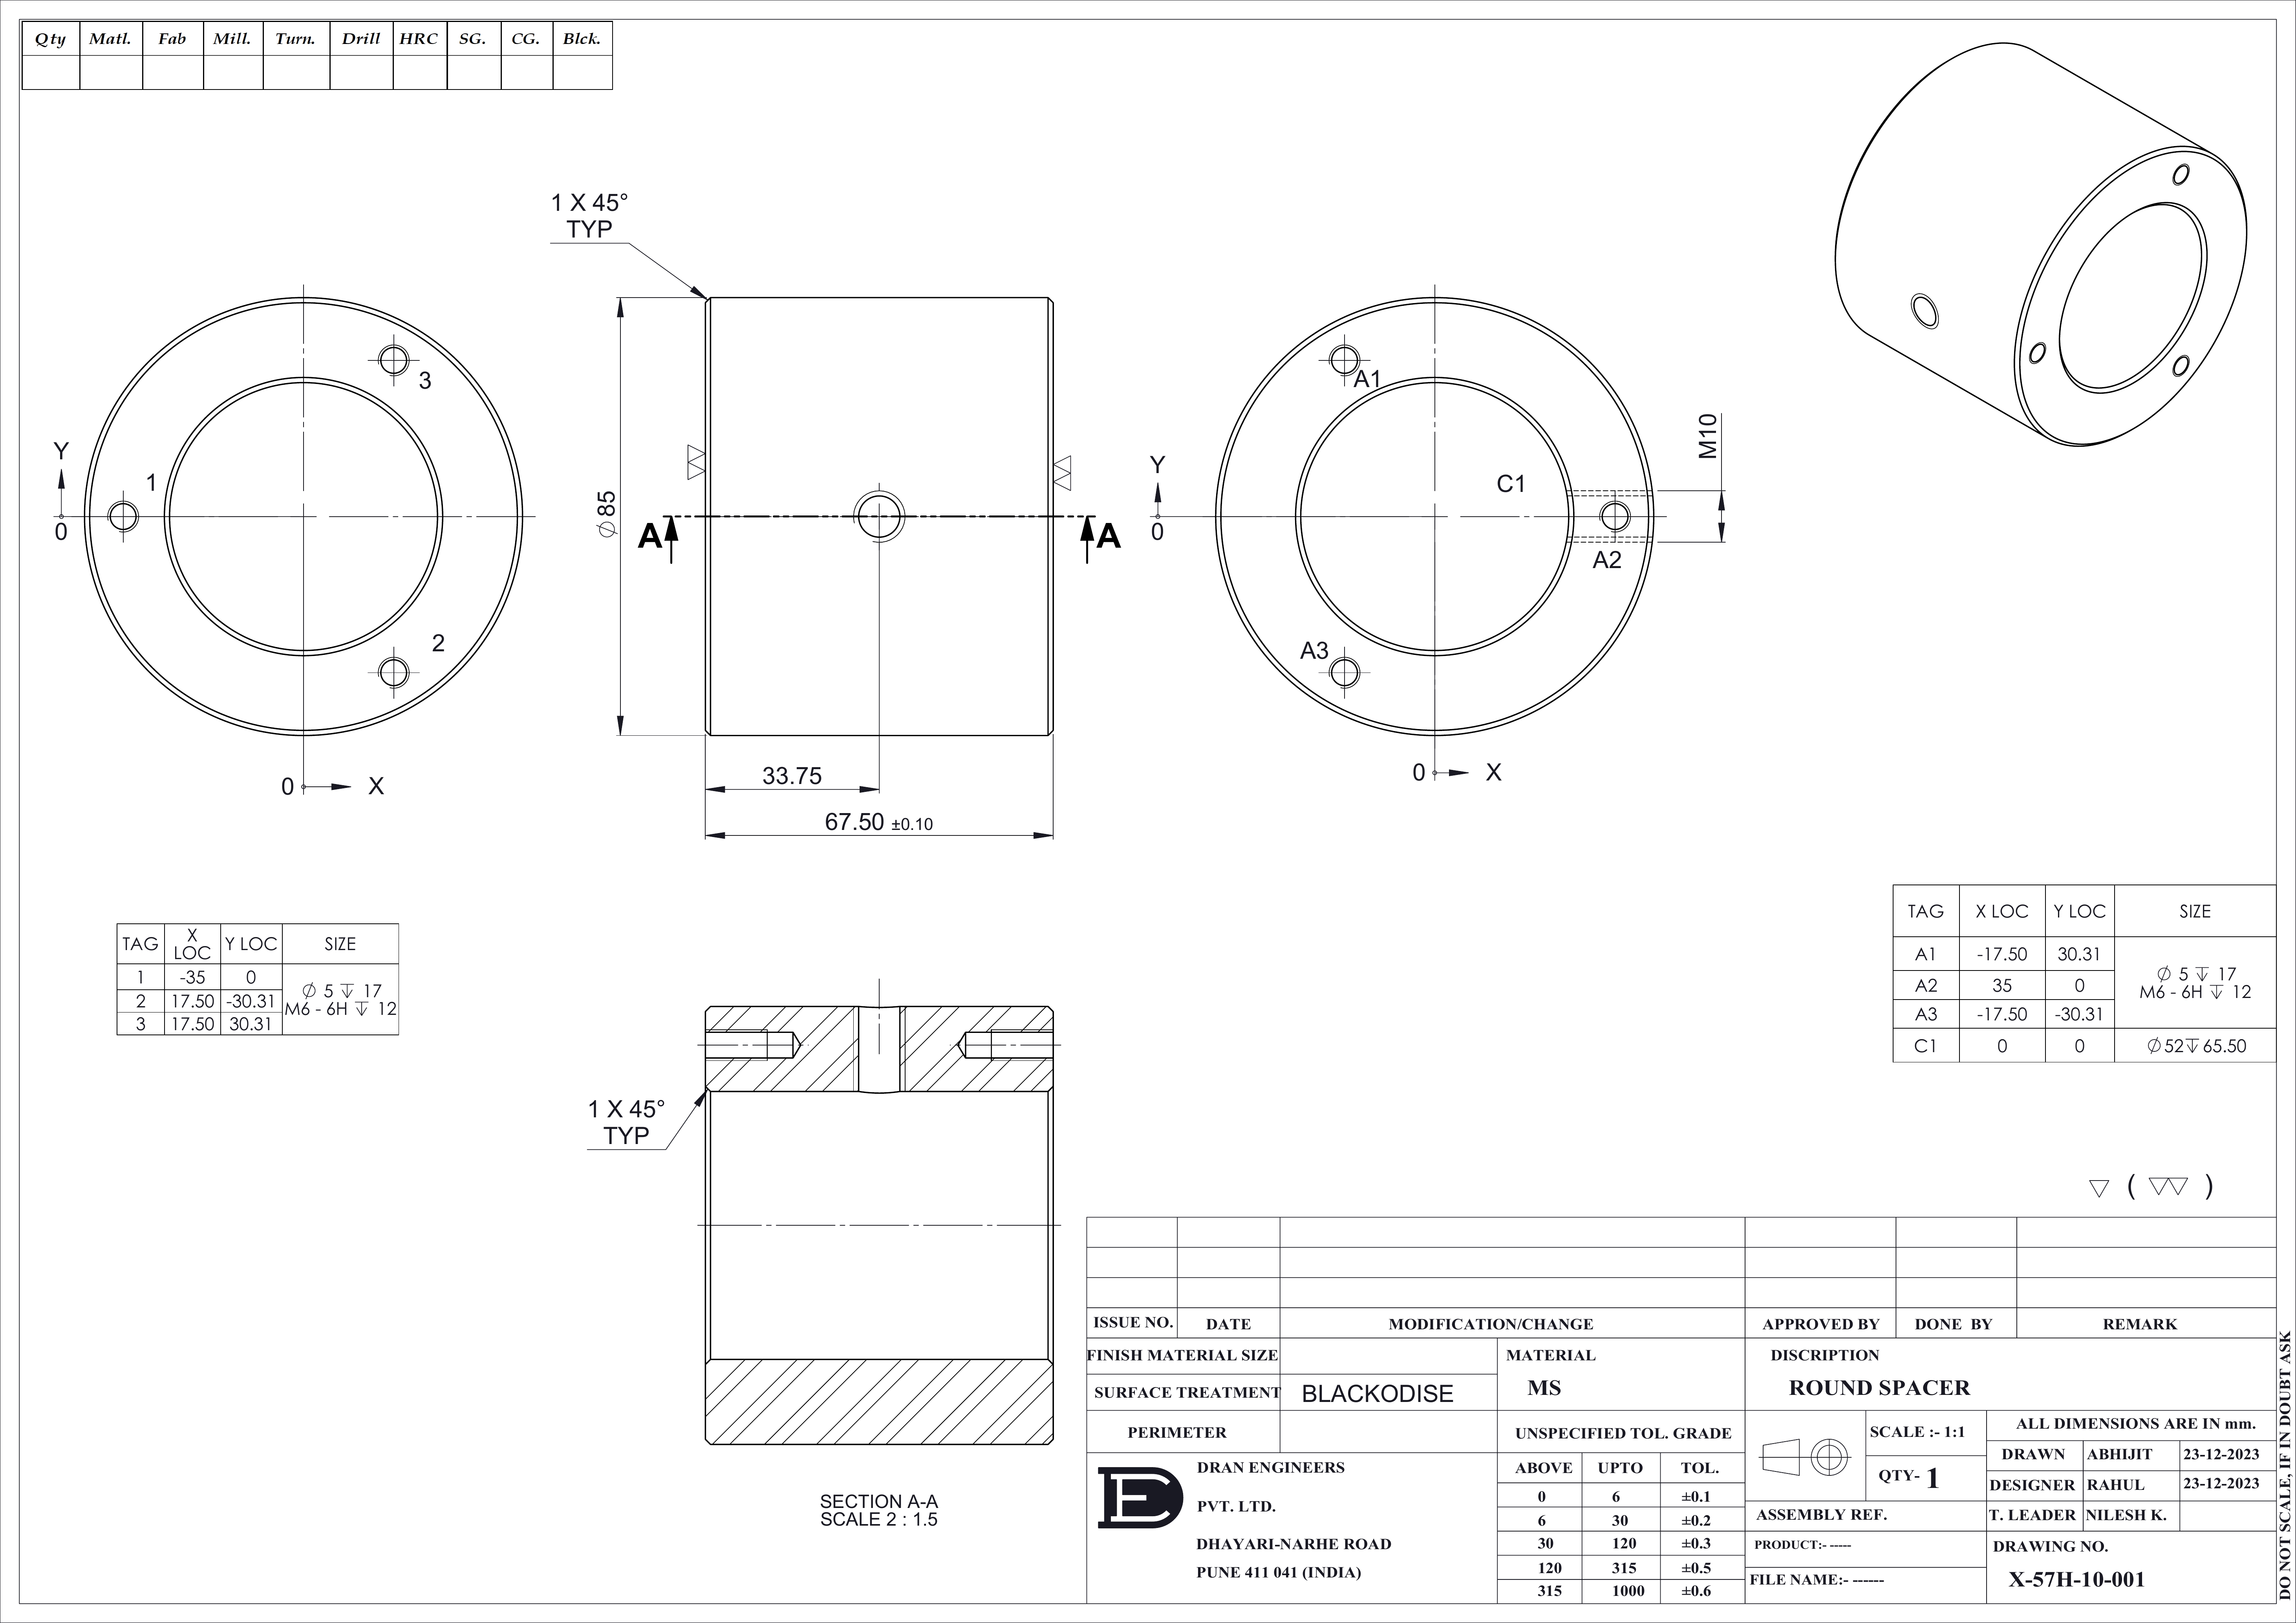 Qty Matl. Fab Mill. Turn. Drill HRC SG. CG. Blck.
1 X 45°
TYP
3
1
2
Y
0
0 X
⌀85
A A
33.75
67.50 ±0.10
A1
C1
A2
A3
M10
Y
0
0 X
TAG X LOC Y LOC SIZE
1 -35 0 ⌀ 5 ↧ 17
2 17.50 -30.31 M6 - 6H ↧ 12
3 17.50 30.31
TAG X LOC Y LOC SIZE
A1 -17.50 30.31 ⌀ 5 ↧ 17
A2 35 0 M6 - 6H ↧ 12
A3 -17.50 -30.31
C1 0 0 ⌀52↧65.50
1 X 45°
TYP
SECTION A-A
SCALE 2 : 1.5
▽ ( ▽▽ )
ISSUE NO. DATE MODIFICATION/CHANGE APPROVED BY DONE BY REMARK
FINISH MATERIAL SIZE
SURFACE TREATMENT BLACKODISE
PERIMETER
MATERIAL
MS
DISCRIPTION
ROUND SPACER
UNSPECIFIED TOL. GRADE
ABOVE UPTO TOL.
0 6 ±0.1
6 30 ±0.2
30 120 ±0.3
120 315 ±0.5
315 1000 ±0.6
DRAN ENGINEERS
PVT. LTD.
DHAYARI-NARHE ROAD
PUNE 411 041 (INDIA)
SCALE :- 1:1
QTY- 1
ALL DIMENSIONS ARE IN mm.
DRAWN ABHIJIT 23-12-2023
DESIGNER RAHUL 23-12-2023
T. LEADER NILESH K.
ASSEMBLY REF.
PRODUCT:- -----
FILE NAME:- ------
DRAWING NO.
X-57H-10-001
DO NOT SCALE, IF IN DOUBT ASK